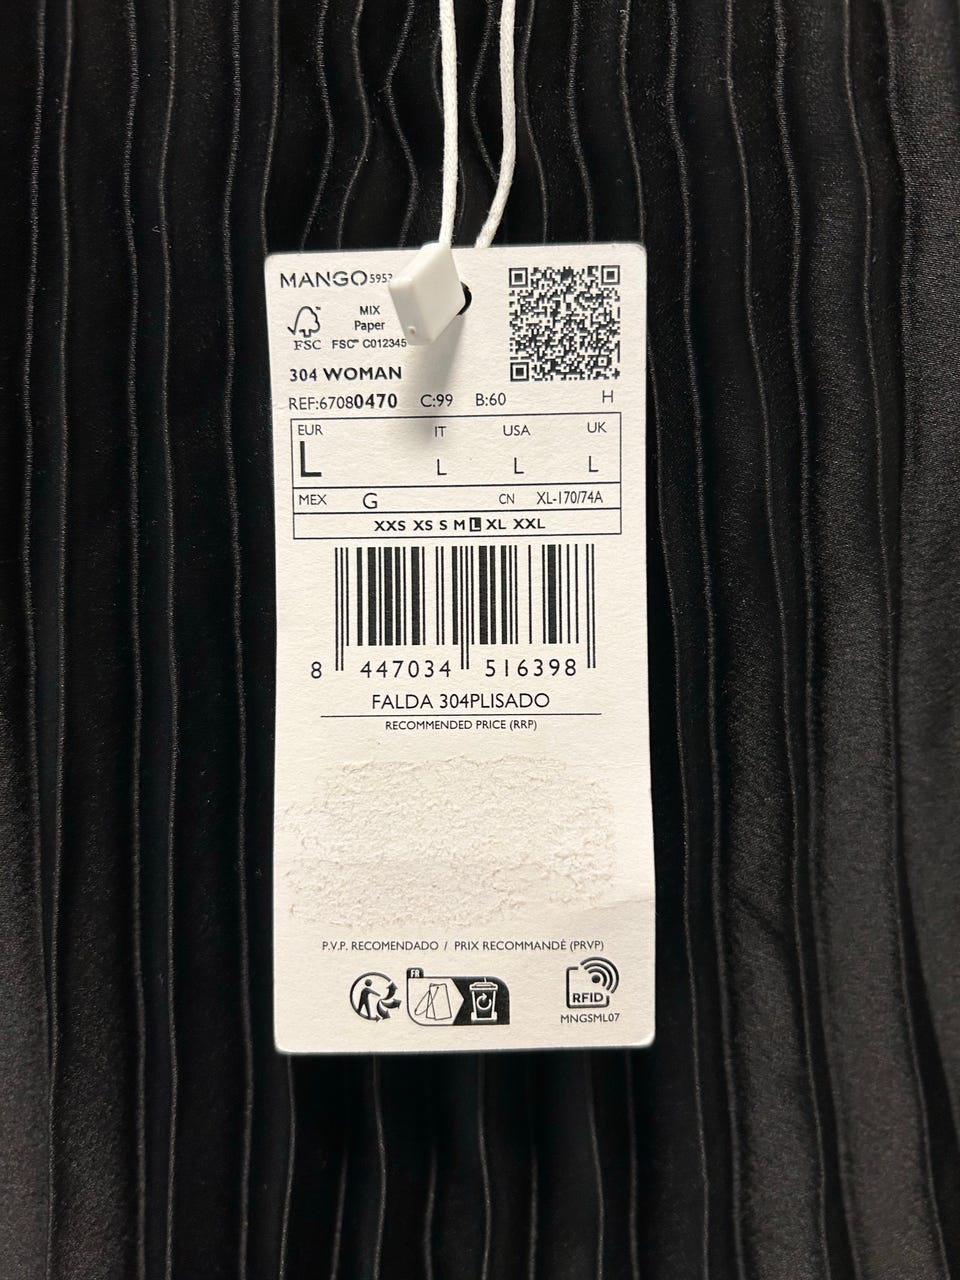 MANGO
MIX
Paper
FSC
FSC™ C012345
304 WOMAN
REF:67080470 C:99 B:60 H
EUR IT USA UK
L L L L
MEX G CN XL-170/74A
XXS XS S M L XL XXL
8 447034 516398
FALDA 304PLISADO
RECOMMENDED PRICE (RRP)
P.V.P. RECOMENDADO / PRIX RECOMMANDÉ (PRVP)
FR
RFID
MNGSML07